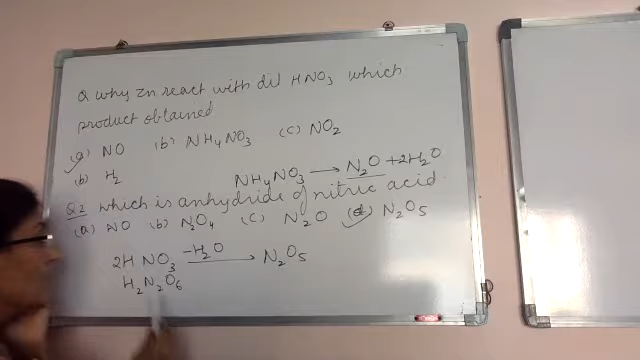 Q Why Zn react with dil HNO3 which
product obtained
(a) NO (b) NH4NO3 (c) NO2
(b) H2
NH4NO3 → N2O + 2H2O
Q2 which is anhydride of nitric acid.
(a) NO (b) N2O4 (c) N2O (d) N2O5
2HNO3 -H2O → N2O5
H2N2O6